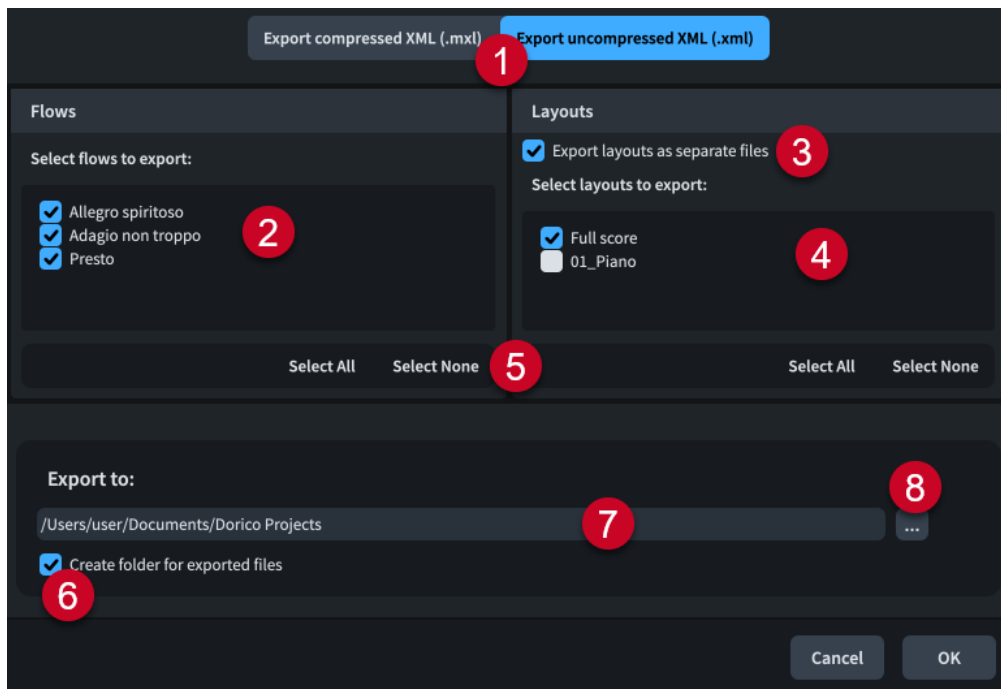 Export compressed XML (.mxl)
Export uncompressed XML (.xml)
1
Flows
Select flows to export:
Allegro spiritoso
Adagio non troppo
Presto
2
Select All
Select None
5
Layouts
Export layouts as separate files
3
Select layouts to export:
Full score
01_Piano
4
Select All
Select None
Export to:
8
/Users/user/Documents/Dorico Projects
7
...
Create folder for exported files
6
Cancel
OK